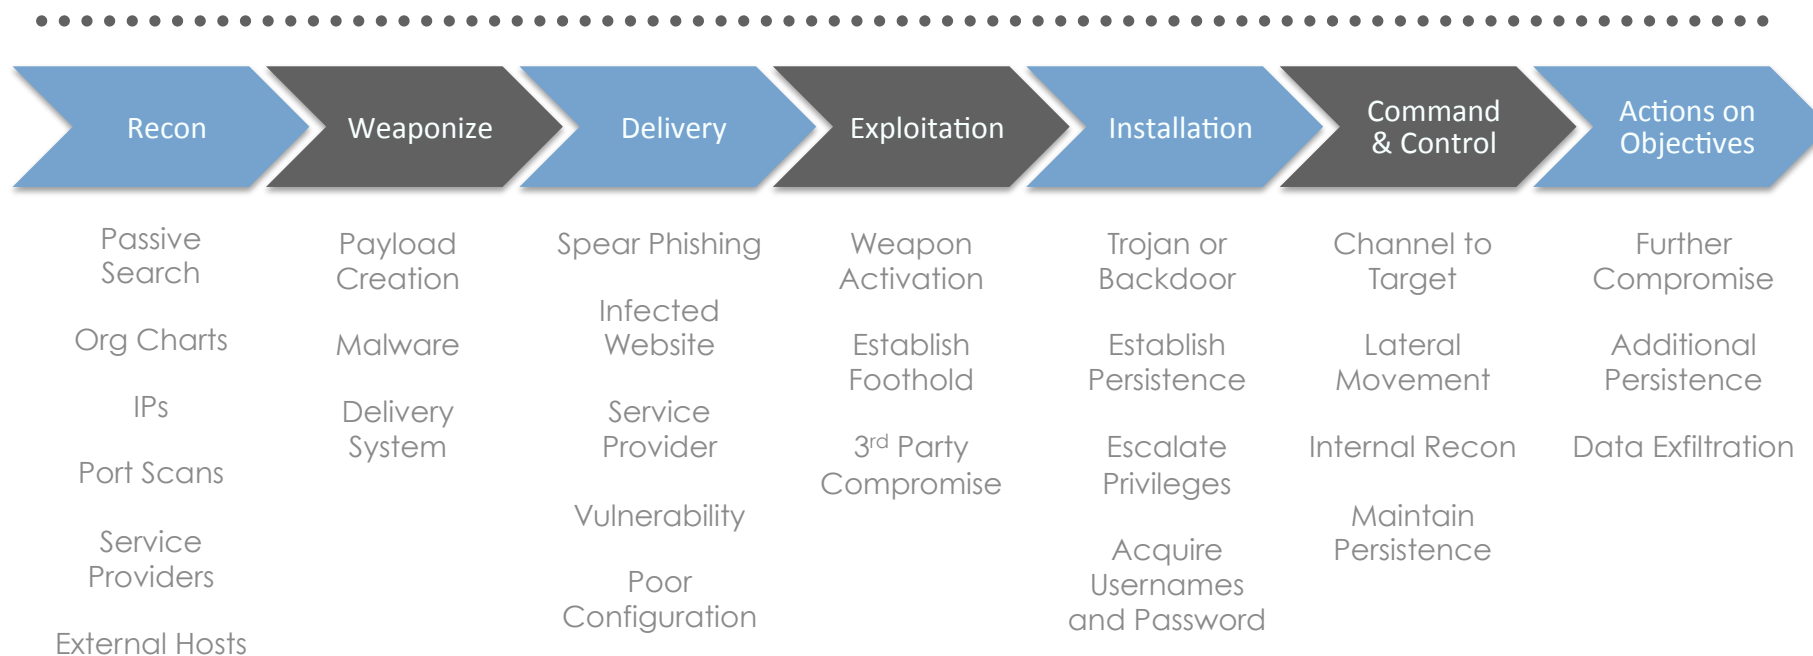 Recon
Weaponize
Delivery
Exploitation
Installation
Command
& Control
Actions on
Objectives
Passive
Search
Org Charts
IPs
Port Scans
Service
Providers
External Hosts
Payload
Creation
Malware
Delivery
System
Spear Phishing
Infected
Website
Service
Provider
Vulnerability
Poor
Configuration
Weapon
Activation
Establish
Foothold
3rd Party
Compromise
Trojan or
Backdoor
Establish
Persistence
Escalate
Privileges
Acquire
Usernames
and Password
Channel to
Target
Lateral
Movement
Internal Recon
Maintain
Persistence
Further
Compromise
Additional
Persistence
Data Exfiltration